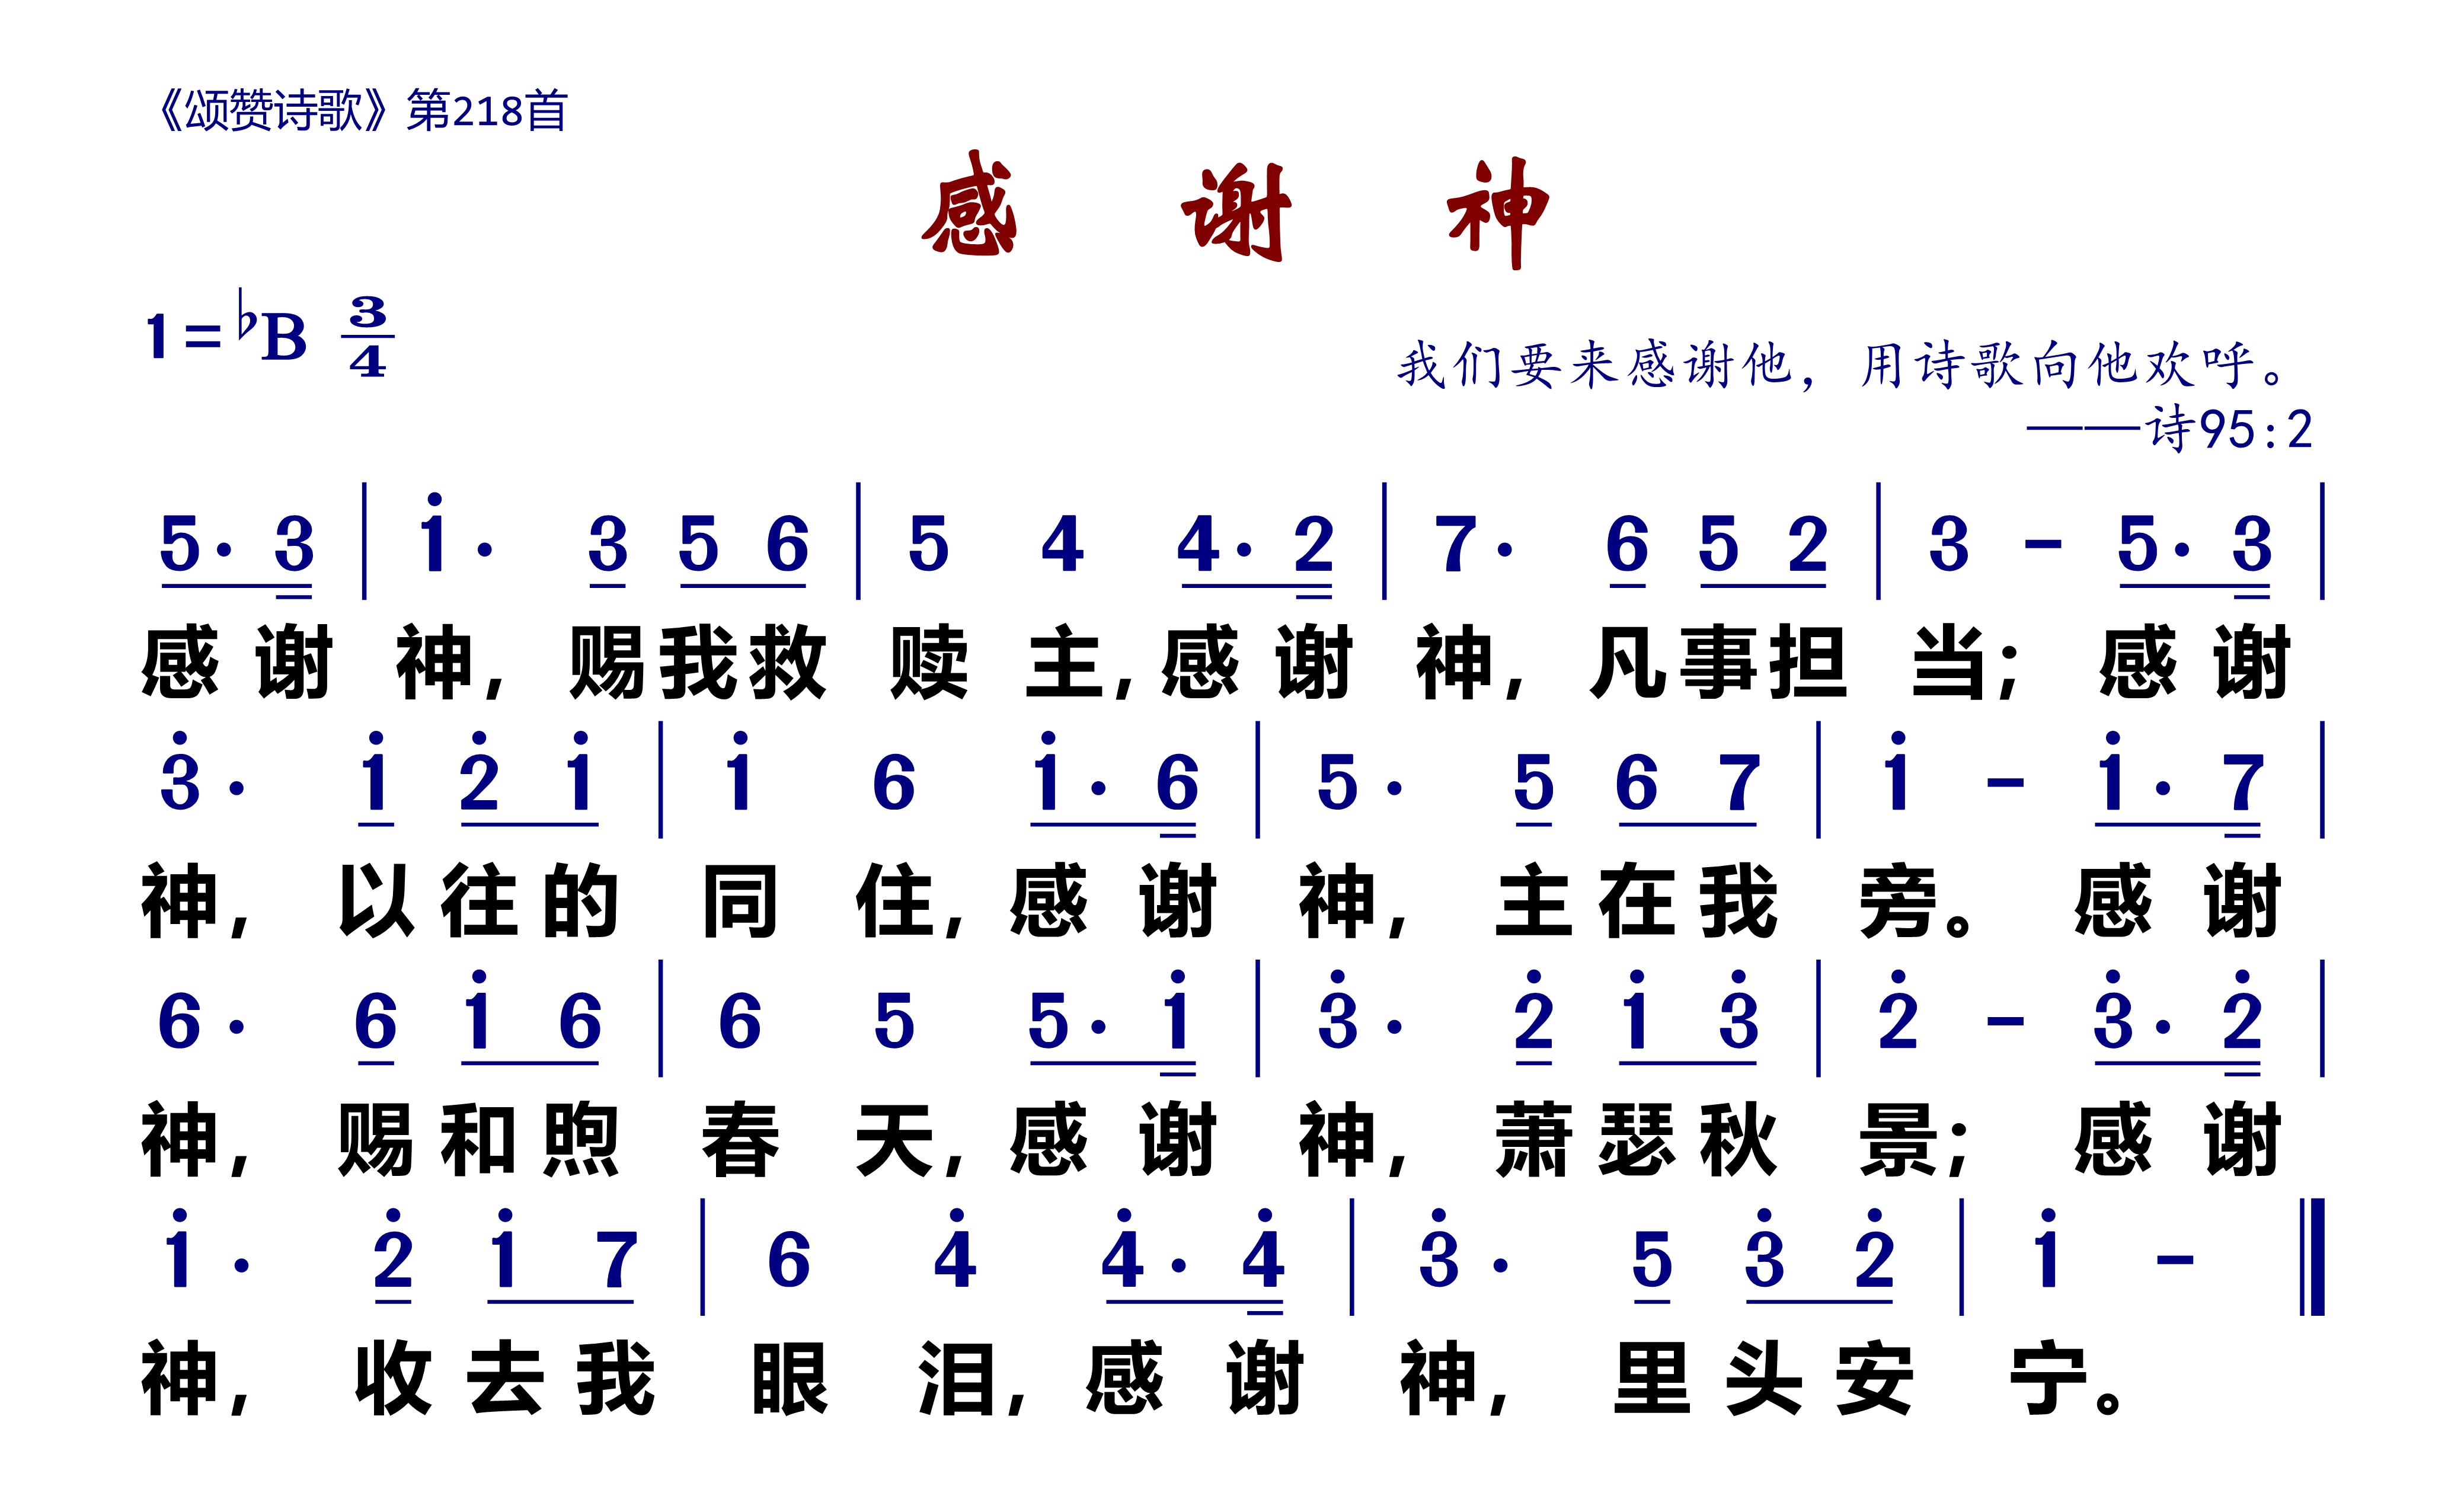 《颂赞诗歌》第218首
感 谢 神
1=♭B 3/4
我们要来感谢他，用诗歌向他欢呼。
——诗95:2
5· 3 | i· 3 5 6 | 5 4 4· 2 | 7· 6 5 2 | 3 - 5· 3 |
感 谢 神, 赐 我 救 赎 主, 感 谢 神, 凡 事 担 当; 感 谢
3̇· i 2̇ i | i 6 i· 6 | 5· 5 6 7 | i - i· 7 |
神, 以 往 的 同 住, 感 谢 神, 主 在 我 旁。 感 谢
6· 6 i 6 | 6 5 5· i | 3̇· 2̇ i 3̇ | 2̇ - 3̇· 2̇ |
神, 赐 和 煦 春 天, 感 谢 神, 萧 瑟 秋 景; 感 谢
i· 2̇ i 7 | 6 4̇ 4̇· 4̇ | 3̇· 5 3̇ 2̇ | i - ‖
神, 收 去 我 眼 泪, 感 谢 神, 里 头 安 宁。